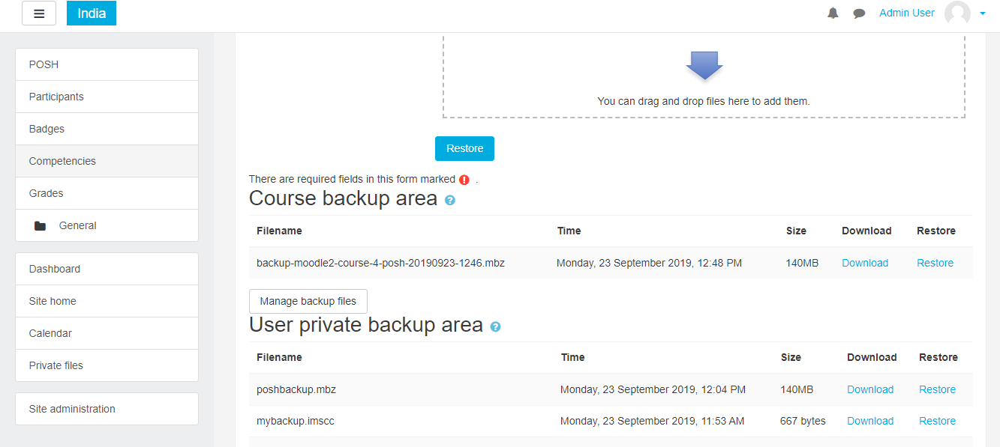 India
Admin User
POSH
Participants
Badges
Competencies
Grades
General
Dashboard
Site home
Calendar
Private files
Site administration
You can drag and drop files here to add them.
Restore
There are required fields in this form marked .
Course backup area
Filename Time Size Download Restore
backup-moodle2-course-4-posh-20190923-1246.mbz Monday, 23 September 2019, 12:48 PM 140MB Download Restore
Manage backup files
User private backup area
Filename Time Size Download Restore
poshbackup.mbz Monday, 23 September 2019, 12:04 PM 140MB Download Restore
mybackup.imscc Monday, 23 September 2019, 11:53 AM 667 bytes Download Restore